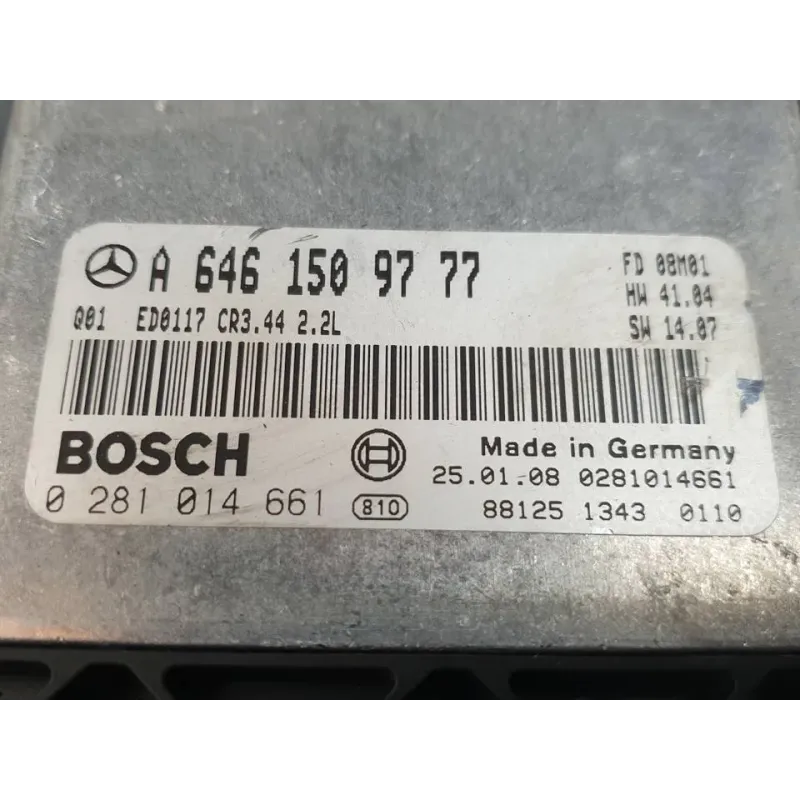 A 646 150 97 77
FD 08M01
HW 41.04
Q01 ED0117 CR3.44 2.2L
SW 14.07
BOSCH
Made in Germany
25.01.08 0281014661
0 281 014 661
810
88125 1343 0110